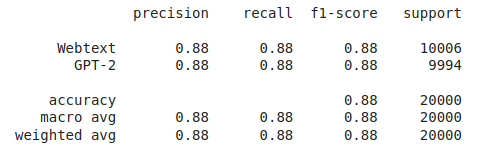 precision recall f1-score support
Webtext 0.88 0.88 0.88 10006
GPT-2 0.88 0.88 0.88 9994
accuracy 0.88 20000
macro avg 0.88 0.88 0.88 20000
weighted avg 0.88 0.88 0.88 20000